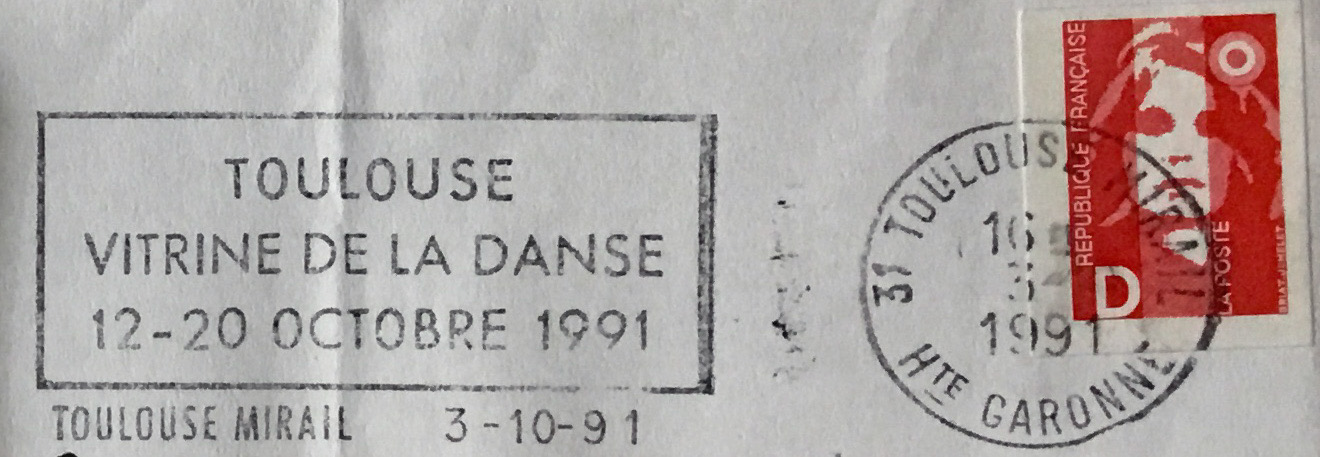 TOULOUSE
VITRINE DE LA DANSE
12-20 OCTOBRE 1991
TOULOUSE MIRAIL 3-10-91
31 TOULOUSE
16
1991
HTE GARONNE
REPUBLIQUE FRANÇAISE
D
LA POSTE